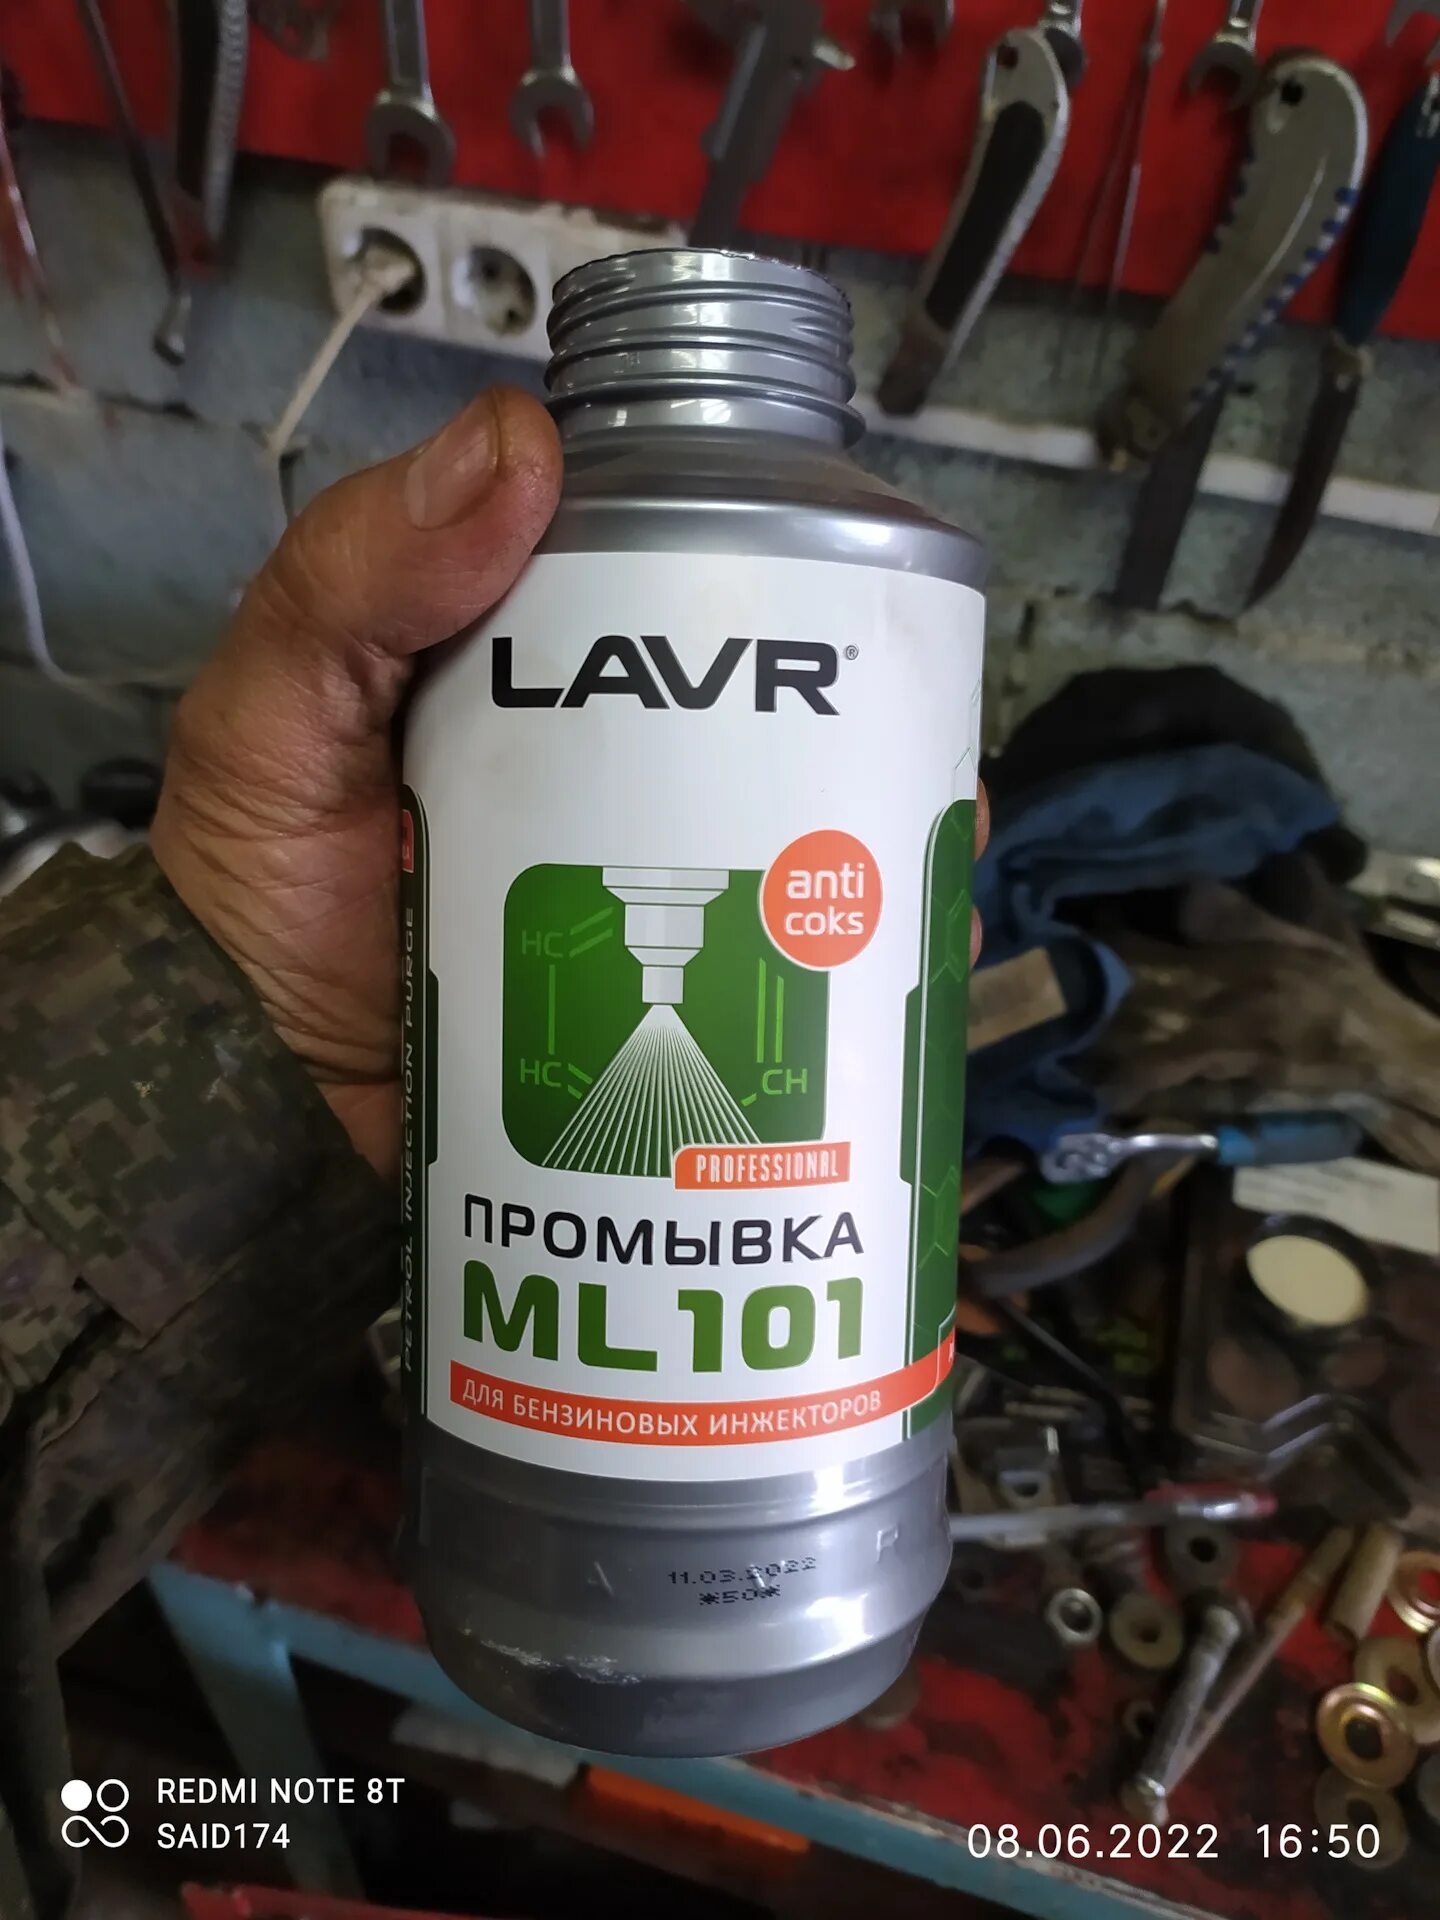 LAVR®
anti
coks
HC
HC
CH
PROFESSIONAL
ПРОМЫВКА
ML101
ДЛЯ БЕНЗИНОВЫХ ИНЖЕКТОРОВ
PETROL INJECTION PURGE
11.03.2022
*50*
REDMI NOTE 8T
SAID174
08.06.2022 16:50